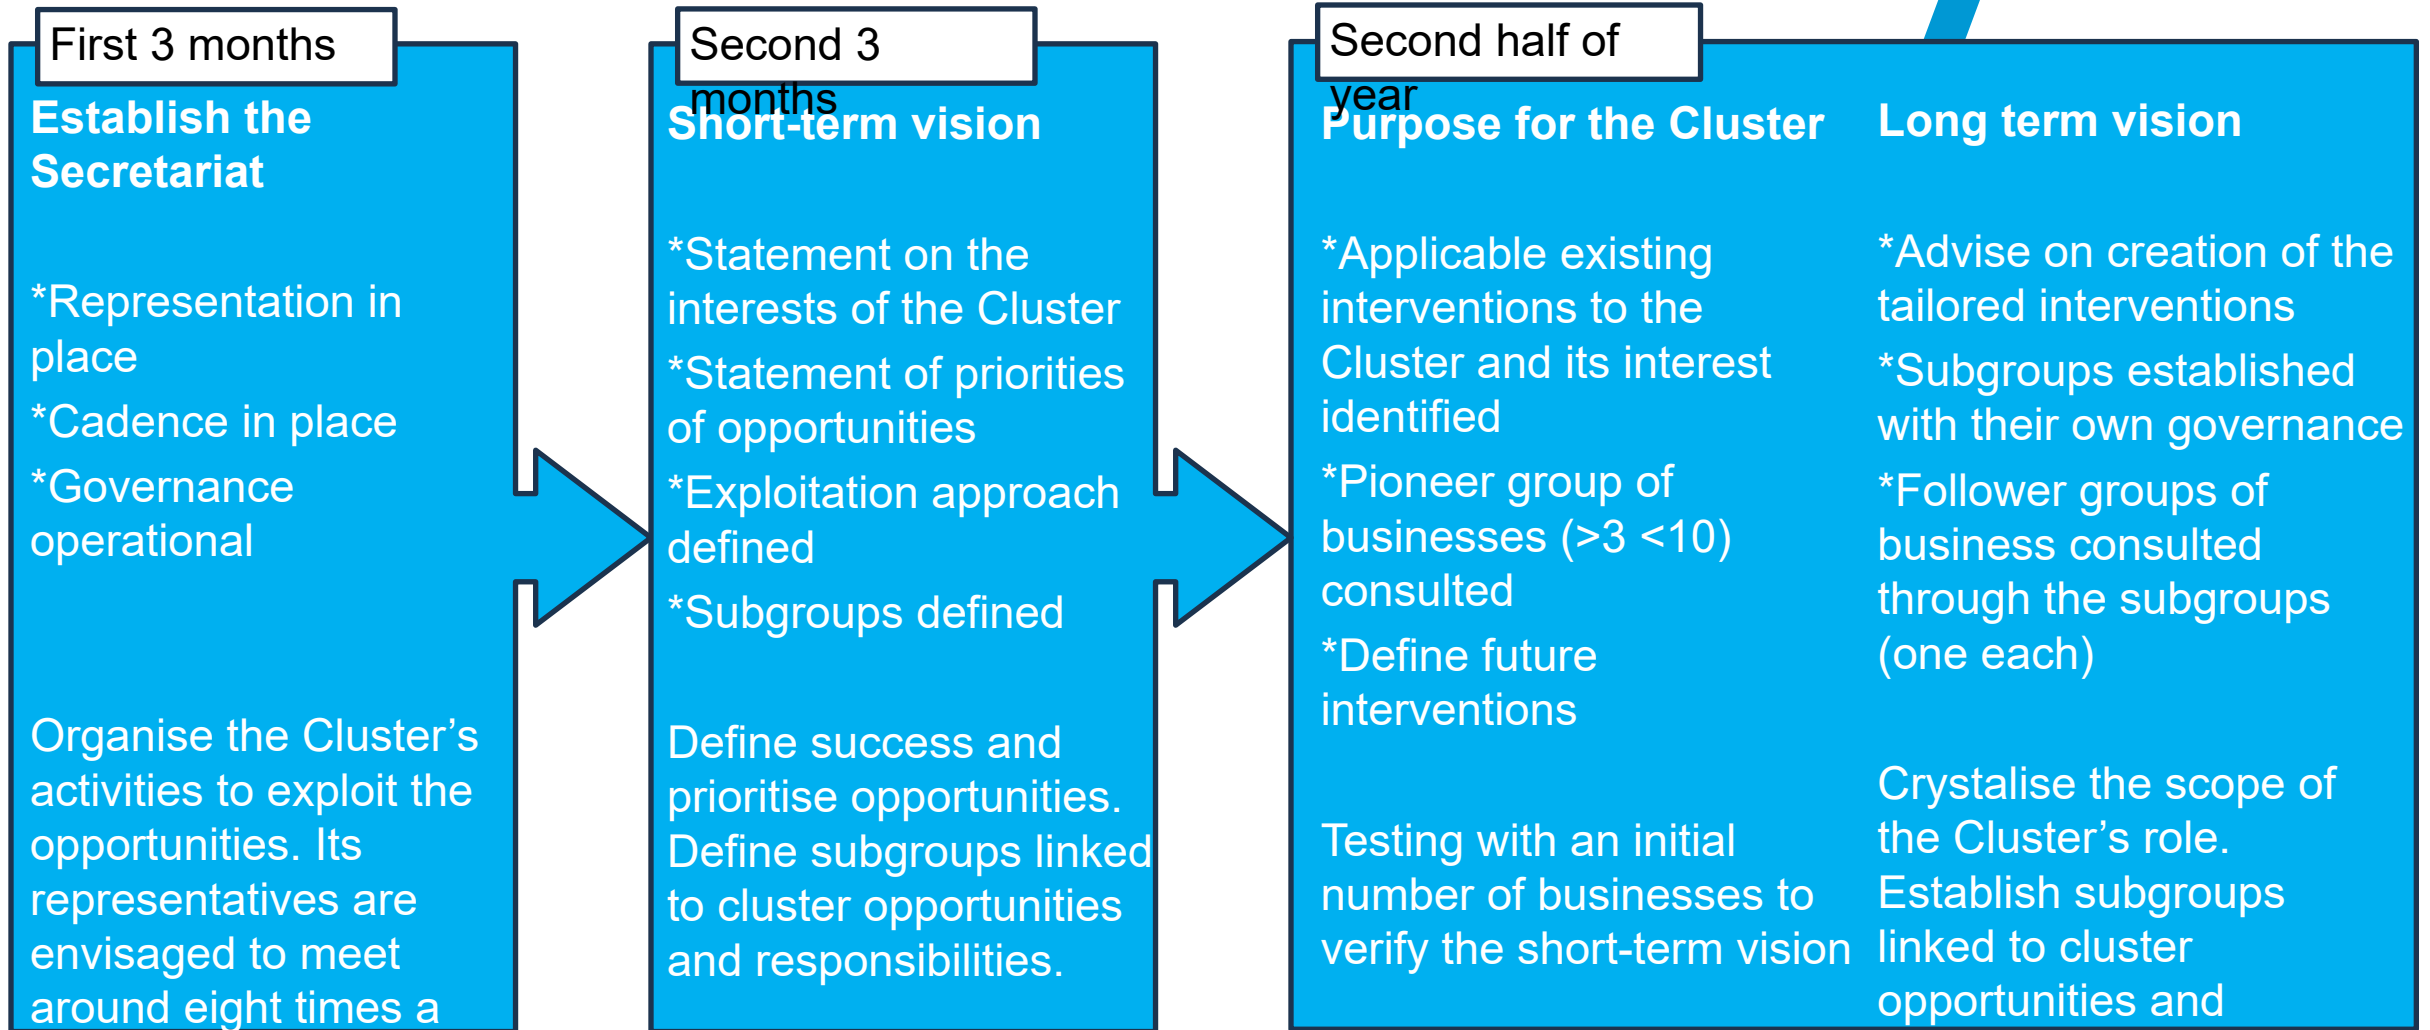 First 3 months
Establish the
Secretariat
*Representation in
place
*Cadence in place
*Governance
operational
Organise the Cluster’s
activities to exploit the
opportunities. Its
representatives are
envisaged to meet
around eight times a
Second 3
months
Short-term vision
*Statement on the
interests of the Cluster
*Statement of priorities
of opportunities
*Exploitation approach
defined
*Subgroups defined
Define success and
prioritise opportunities.
Define subgroups linked
to cluster opportunities
and responsibilities.
Second half of
year
Purpose for the Cluster
*Applicable existing
interventions to the
Cluster and its interest
identified
*Pioneer group of
businesses (>3 <10)
consulted
*Define future
interventions
Testing with an initial
number of businesses to
verify the short-term vision
Long term vision
*Advise on creation of the
tailored interventions
*Subgroups established
with their own governance
*Follower groups of
business consulted
through the subgroups
(one each)
Crystalise the scope of
the Cluster’s role.
Establish subgroups
linked to cluster
opportunities and